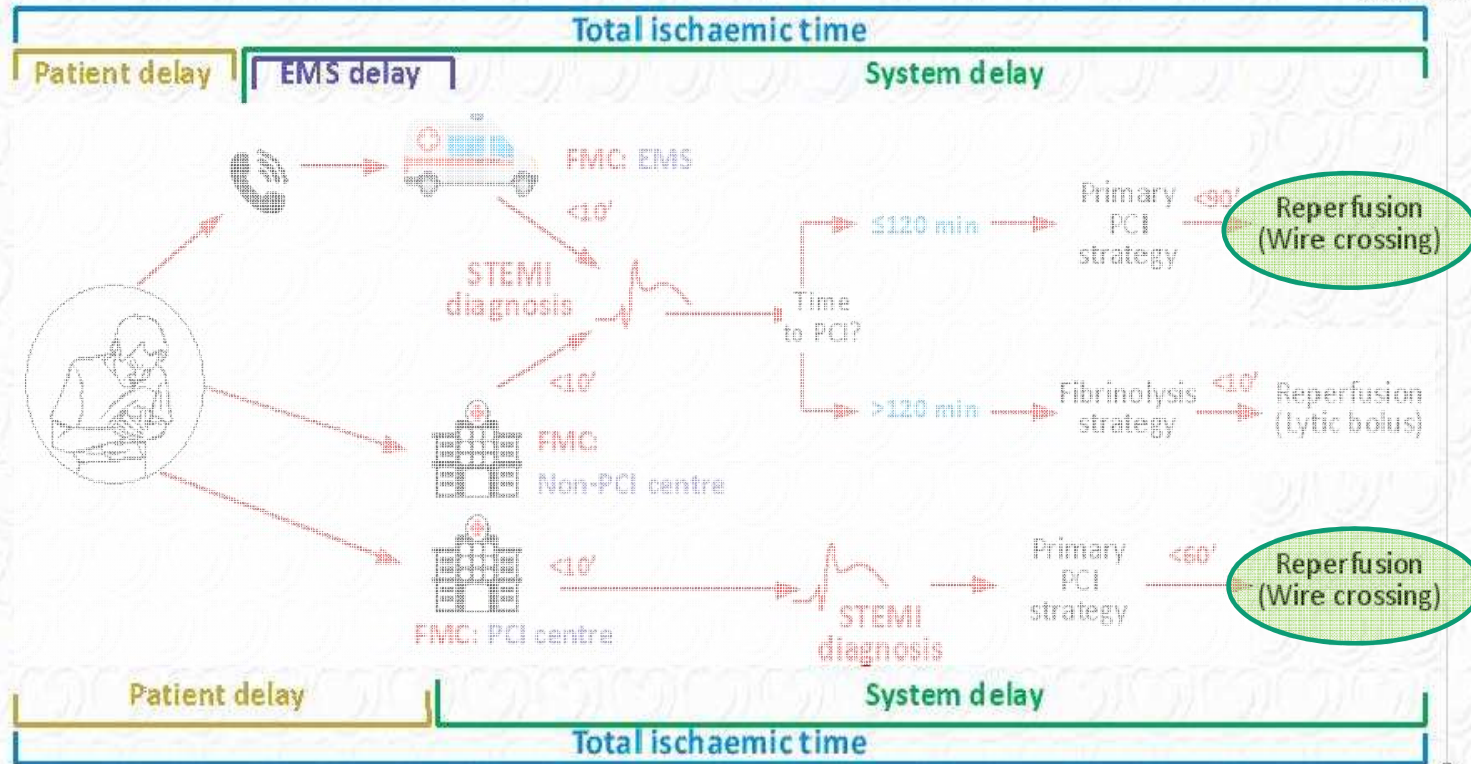 Total ischaemic time
Patient delay
EMS delay
System delay
FMC: EMS
<10'
STEMI
diagnosis
<10'
FMC:
Non-PCI centre
Time
to PCI?
≤120 min
Primary
PCI
strategy
<90'
Reperfusion
(Wire crossing)
>120 min
Fibrinolysis
strategy
<10'
Reperfusion
(Lytic bolus)
FMC: PCI centre
<10'
STEMI
diagnosis
Primary
PCI
strategy
<60'
Reperfusion
(Wire crossing)
Patient delay
System delay
Total ischaemic time